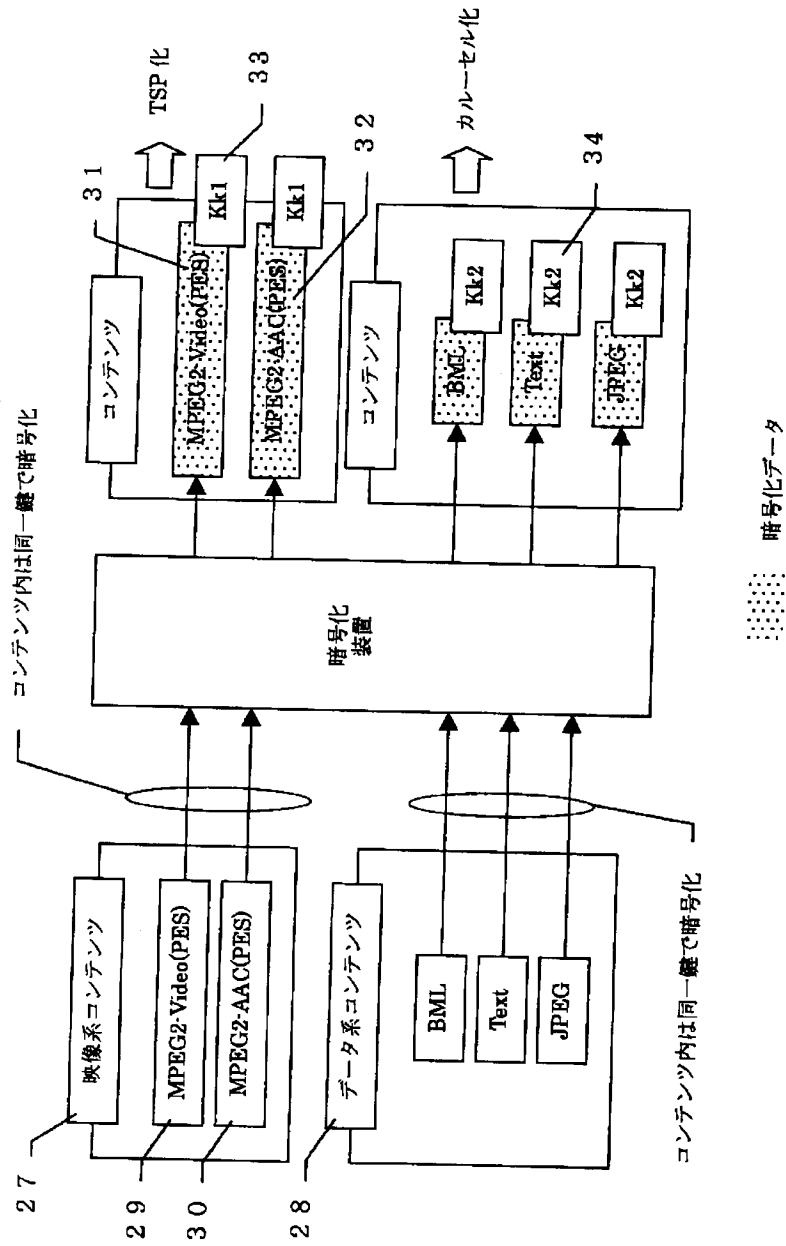 コンテンツ内は同一鍵で暗号化
27
映像系コンテンツ
29
MPEG2-Video(PES)
30
MPEG2-AAC(PES)
28
データ系コンテンツ
BML
Text
JPEG
コンテンツ内は同一鍵で暗号化
暗号化
装置
コンテンツ
31
MPEG2-Video(PES)
Kk1
33
MPEG2-AAC(PES)
Kk1
32
TSP化
コンテンツ
BML
Kk2
Text
Kk2
34
JPEG
Kk2
カルーセル化
暗号化データ